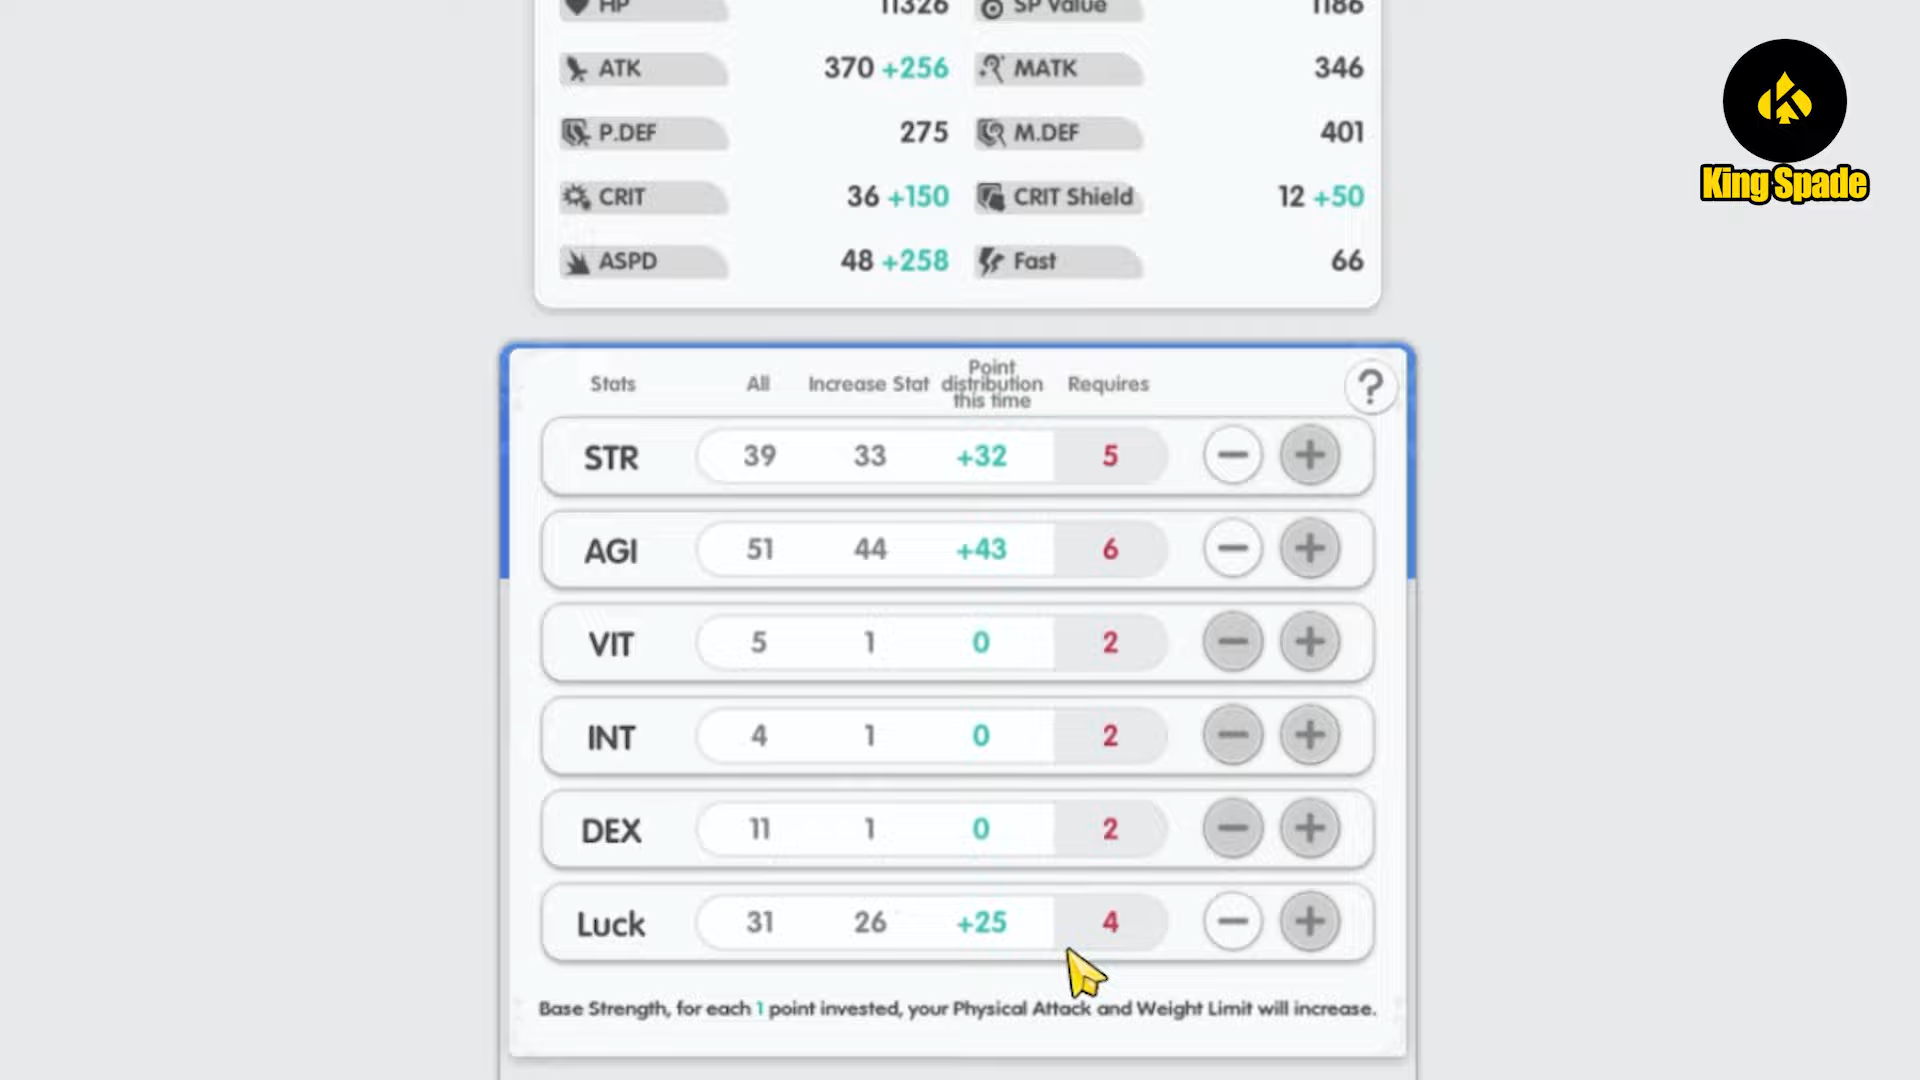 HP 11326 SP Value 1186
ATK 370 +256 MATK 346
P.DEF 275 M.DEF 401
CRIT 36 +150 CRIT Shield 12 +50
ASPD 48 +258 Fast 66
King Spade
Stats All Increase Stat Point distribution this time Requires ?
STR 39 33 +32 5
AGI 51 44 +43 6
VIT 5 1 0 2
INT 4 1 0 2
DEX 11 1 0 2
Luck 31 26 +25 4
Base Strength, for each 1 point invested, your Physical Attack and Weight Limit will increase.